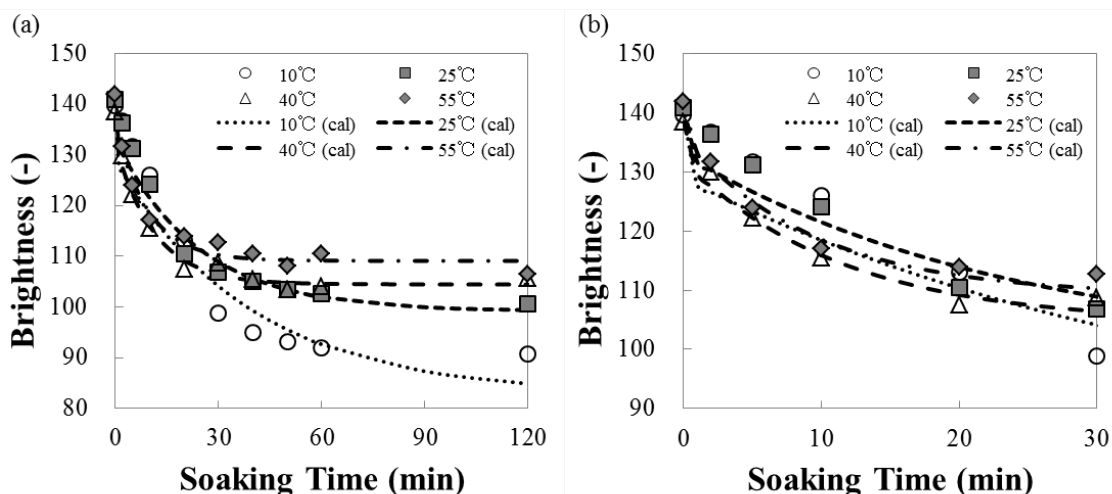 (a)
150
140
130
120
110
100
90
80
Brightness (-)
10℃ 25℃
40℃ 55℃
10℃ (cal) 25℃ (cal)
40℃ (cal) 55℃ (cal)
0 30 60 90 120
Soaking Time (min)
(b)
150
140
130
120
110
100
90
Brightness (-)
10℃ 25℃
40℃ 55℃
10℃ (cal) 25℃ (cal)
40℃ (cal) 55℃ (cal)
0 10 20 30
Soaking Time (min)